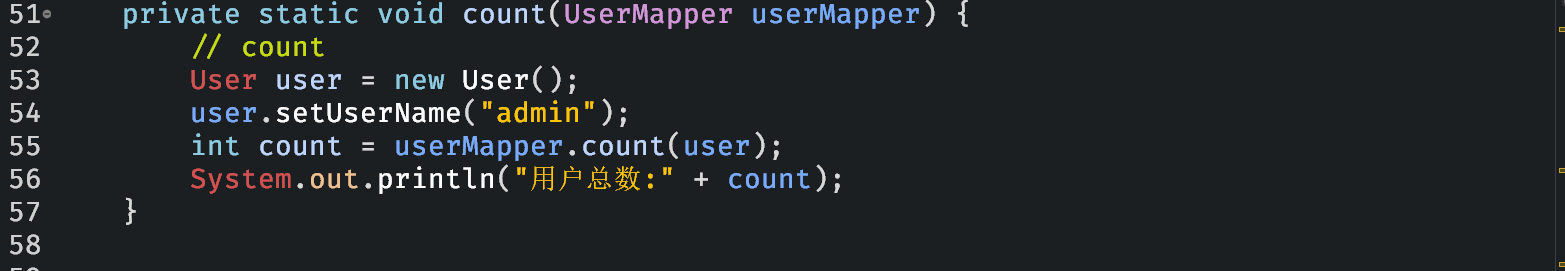 51 private static void count(UserMapper userMapper) {
52 // count
53 User user = new User();
54 user.setUserName("admin");
55 int count = userMapper.count(user);
56 System.out.println("用户总数:" + count);
57 }
58